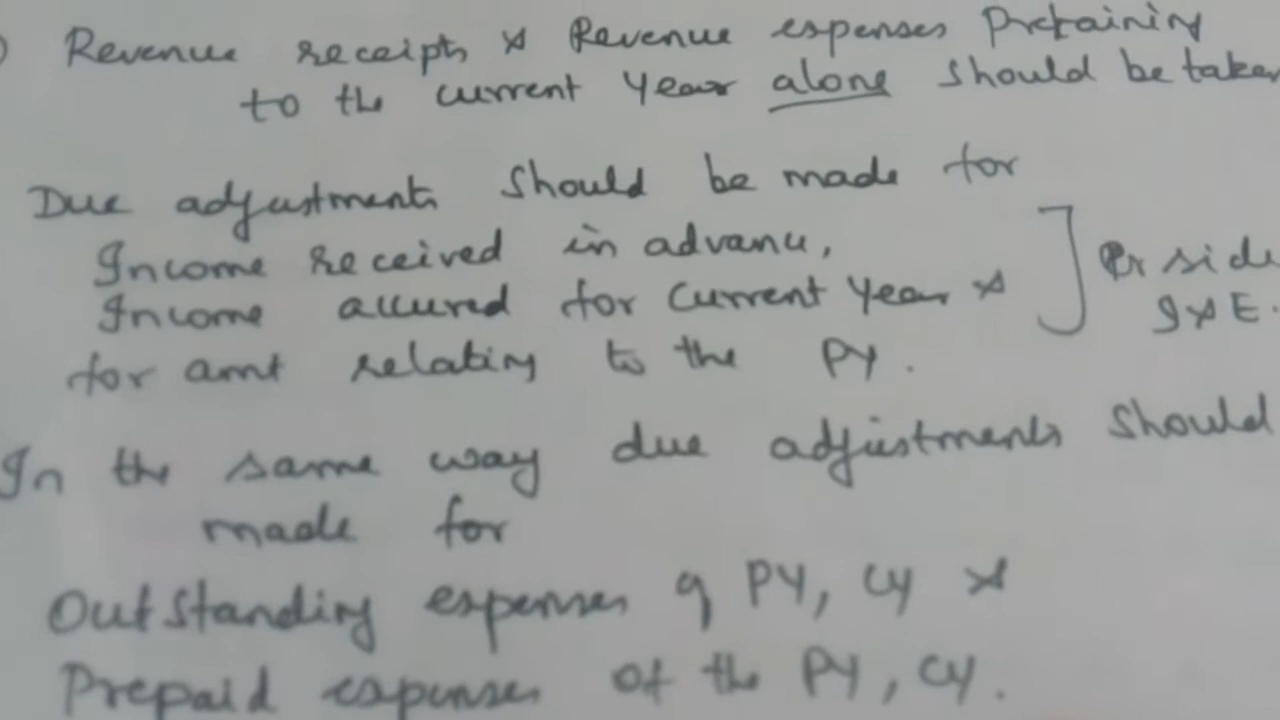 ) Revenue receipts & Revenue expenses Pretaining
to the current year alone should be taken
Due adjustments should be made for
Income received in advance,
Income accured for current year &
for amt relating to the PY.
] Cr side
I & E.
In the same way due adjustments should
made for
Outstanding expenses of PY, CY &
Prepaid expenses of the PY, CY.